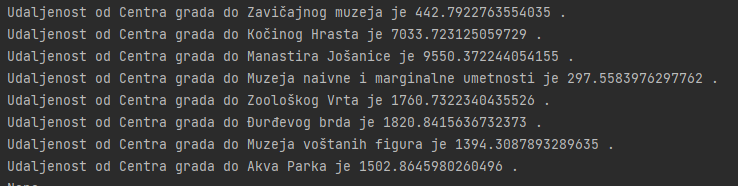 Udaljenost od Centra grada do Zavičajnog muzeja je 442.7922763554035 .
Udaljenost od Centra grada do Kočinog Hrasta je 7033.723125059729 .
Udaljenost od Centra grada do Manastira Jošanice je 9550.372244054155 .
Udaljenost od Centra grada do Muzeja naivne i marginalne umetnosti je 297.5583976297762 .
Udaljenost od Centra grada do Zoološkog Vrta je 1760.7322340435526 .
Udaljenost od Centra grada do Đurđevog brda je 1820.8415636732373 .
Udaljenost od Centra grada do Muzeja voštanih figura je 1394.3087893289635 .
Udaljenost od Centra grada do Akva Parka je 1502.8645980260496 .